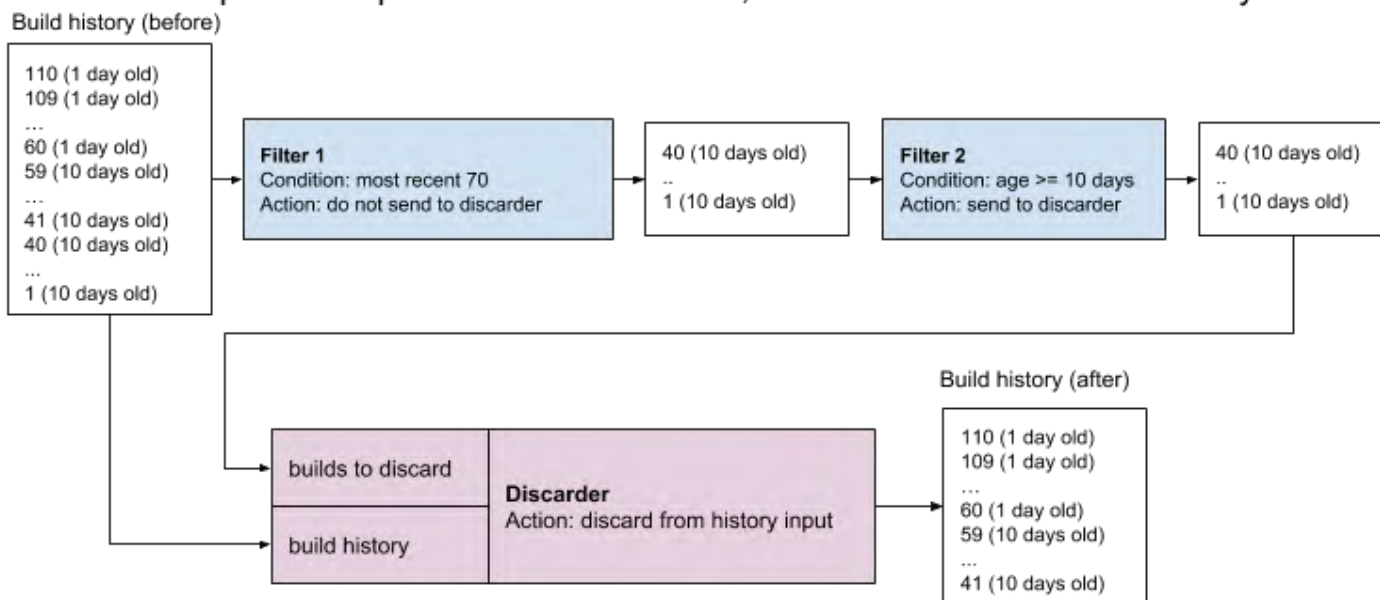 Build history (before)
110 (1 day old)
109 (1 day old)
...
60 (1 day old)
59 (10 days old)
...
41 (10 days old)
40 (10 days old)
...
1 (10 days old)
Filter 1
Condition: most recent 70
Action: do not send to discarder
40 (10 days old)
..
1 (10 days old)
Filter 2
Condition: age >= 10 days
Action: send to discarder
40 (10 days old)
..
1 (10 days old)
builds to discard
build history
Discarder
Action: discard from history input
Build history (after)
110 (1 day old)
109 (1 day old)
...
60 (1 day old)
59 (10 days old)
...
41 (10 days old)